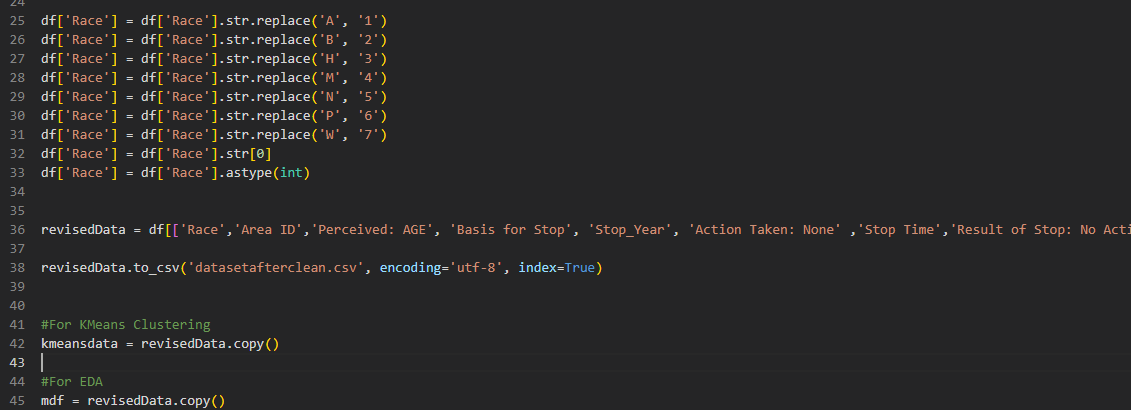 24
25 df['Race'] = df['Race'].str.replace('A', '1')
26 df['Race'] = df['Race'].str.replace('B', '2')
27 df['Race'] = df['Race'].str.replace('H', '3')
28 df['Race'] = df['Race'].str.replace('M', '4')
29 df['Race'] = df['Race'].str.replace('N', '5')
30 df['Race'] = df['Race'].str.replace('P', '6')
31 df['Race'] = df['Race'].str.replace('W', '7')
32 df['Race'] = df['Race'].str[0]
33 df['Race'] = df['Race'].astype(int)
34
35
36 revisedData = df[['Race','Area ID','Perceived: AGE', 'Basis for Stop', 'Stop_Year', 'Action Taken: None' ,'Stop Time','Result of Stop: No Acti
37
38 revisedData.to_csv('datasetafterclean.csv', encoding='utf-8', index=True)
39
40
41 #For KMeans Clustering
42 kmeansdata = revisedData.copy()
43
44 #For EDA
45 mdf = revisedData.copy()